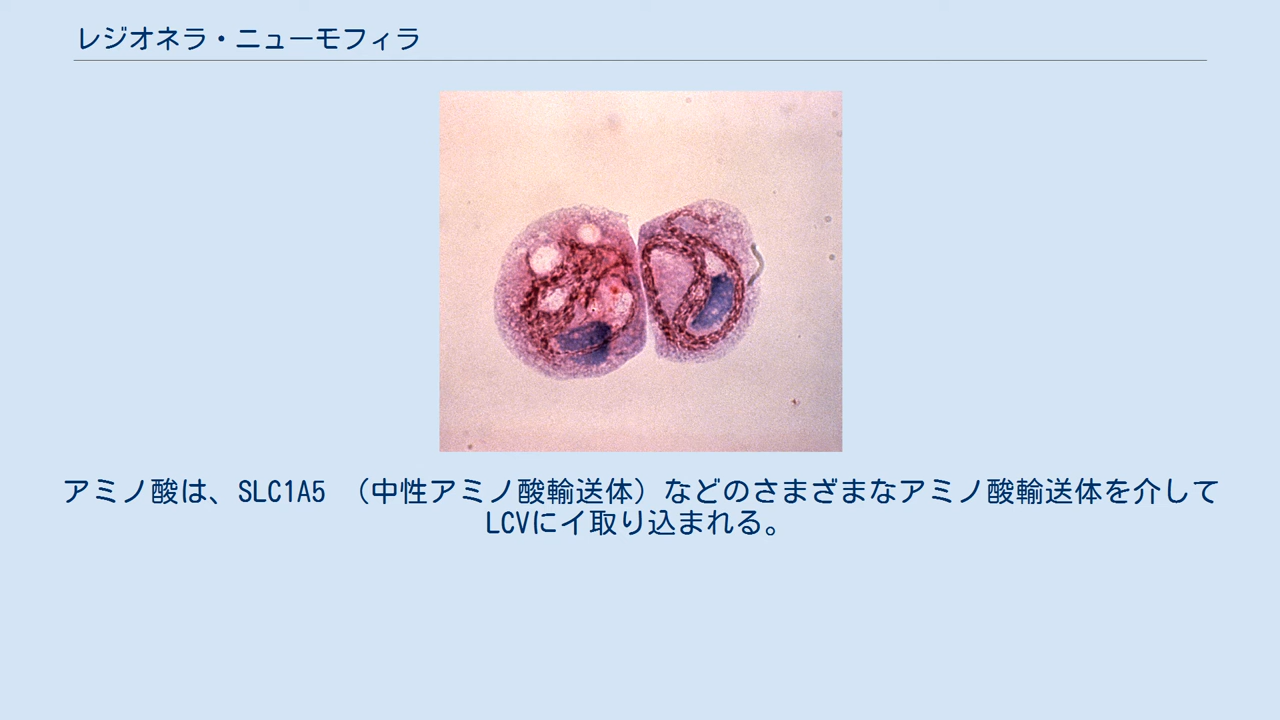 レジオネラ・ニューモフィラ
アミノ酸は、SLC1A5 （中性アミノ酸輸送体）などのさまざまなアミノ酸輸送体を介して
LCVにイ取り込まれる。